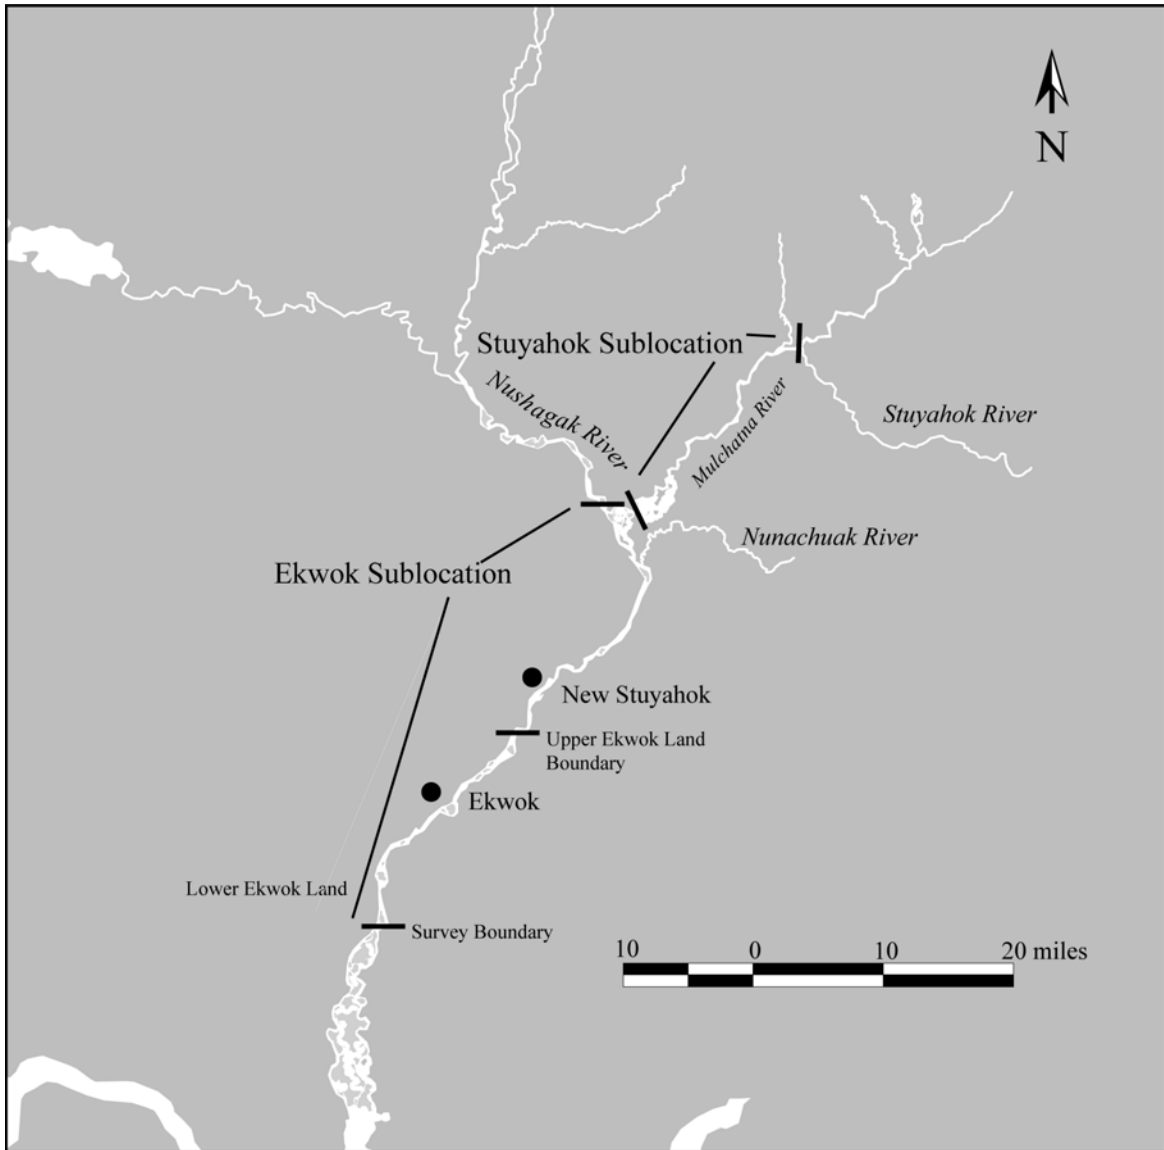 N
Stuyahok Sublocation
Nushagak River
Mulchatna River
Stuyahok River
Nunachuak River
Ekwok Sublocation
New Stuyahok
Upper Ekwok Land
Boundary
Ekwok
Lower Ekwok Land
Survey Boundary
10 0 10 20 miles